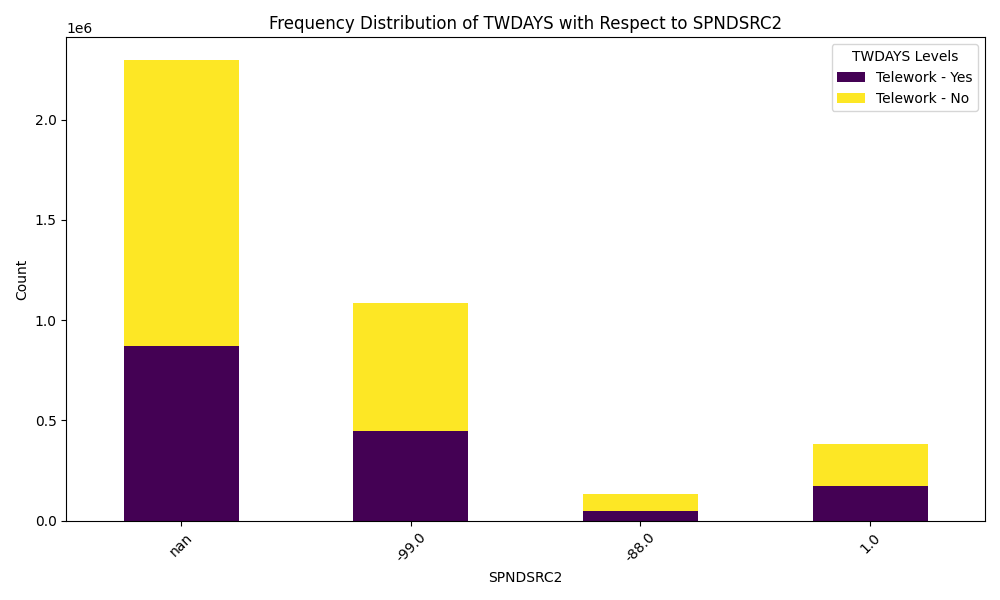 Frequency Distribution of TWDAYS with Respect to SPNDSRC2
1e6
TWDAYS Levels
Telework - Yes
Telework - No
2.0
1.5
1.0
0.5
0.0
Count
nan
-99.0
-88.0
1.0
SPNDSRC2